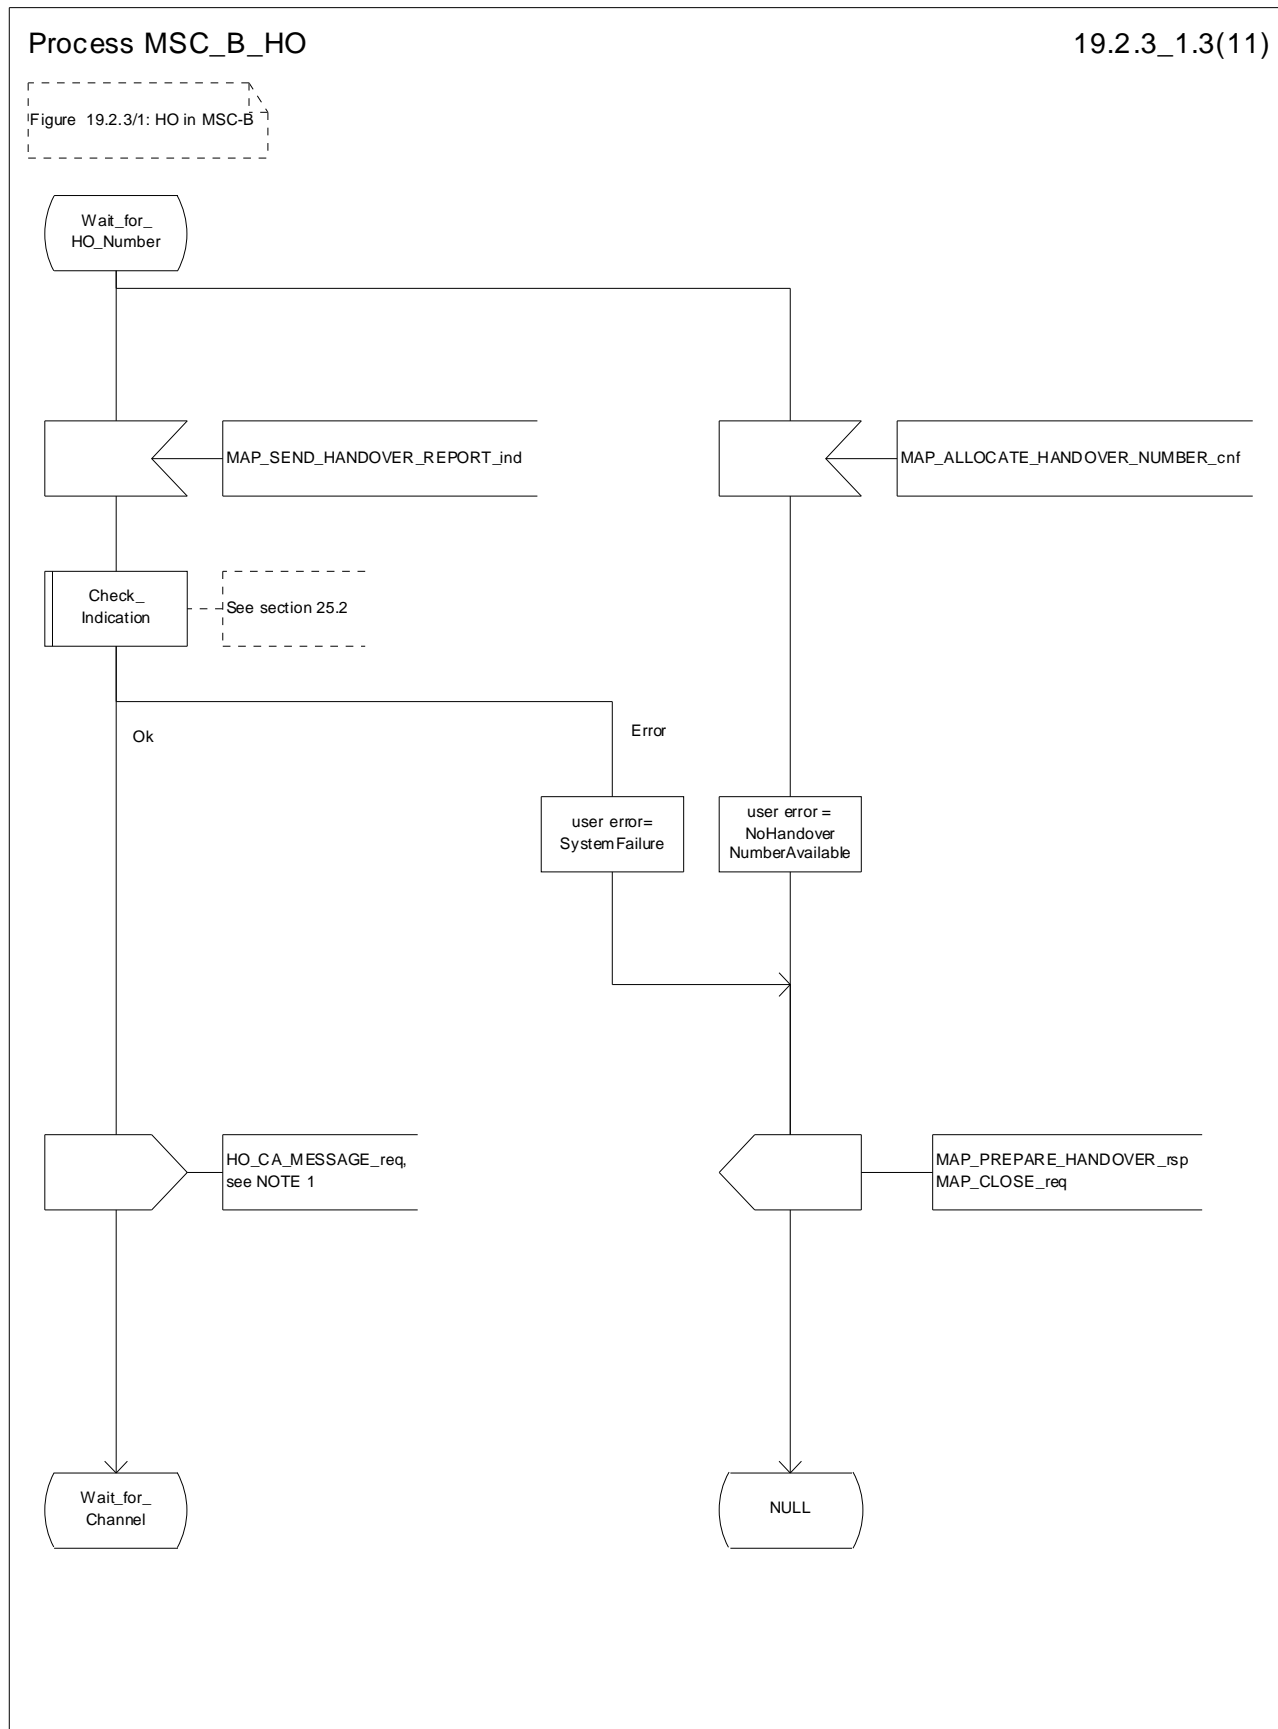 Process MSC_B_HO
19.2.3_1.3(11)
Figure 19.2.3/1: HO in MSC-B
Wait_for_
HO_Number
MAP_SEND_HANDOVER_REPORT_ind
MAP_ALLOCATE_HANDOVER_NUMBER_cnf
Check_
Indication
See section 25.2
Ok
Error
user error=
SystemFailure
user error =
NoHandover
NumberAvailable
HO_CA_MESSAGE_req,
see NOTE 1
MAP_PREPARE_HANDOVER_rsp
MAP_CLOSE_req
Wait_for_
Channel
NULL